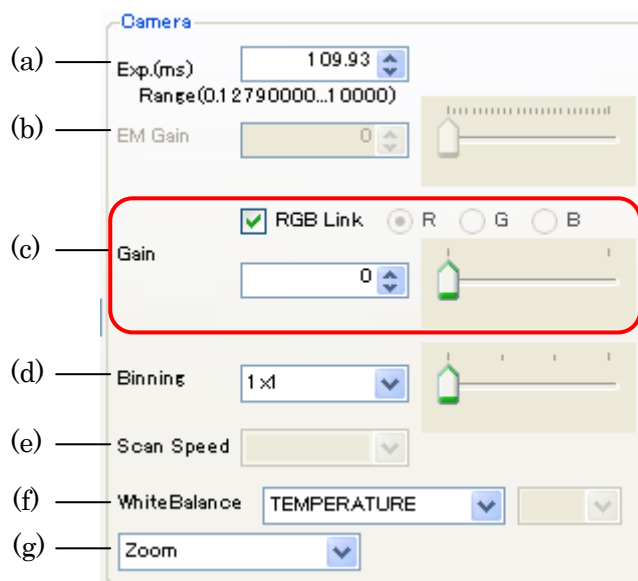 Camera
(a) Exp.(ms) 109.93
Range(0.12790000...10000)
(b) EM Gain 0
RGB Link R G B
(c) Gain
0
(d) Binning 1x1
(e) Scan Speed
(f) WhiteBalance TEMPERATURE
(g) Zoom